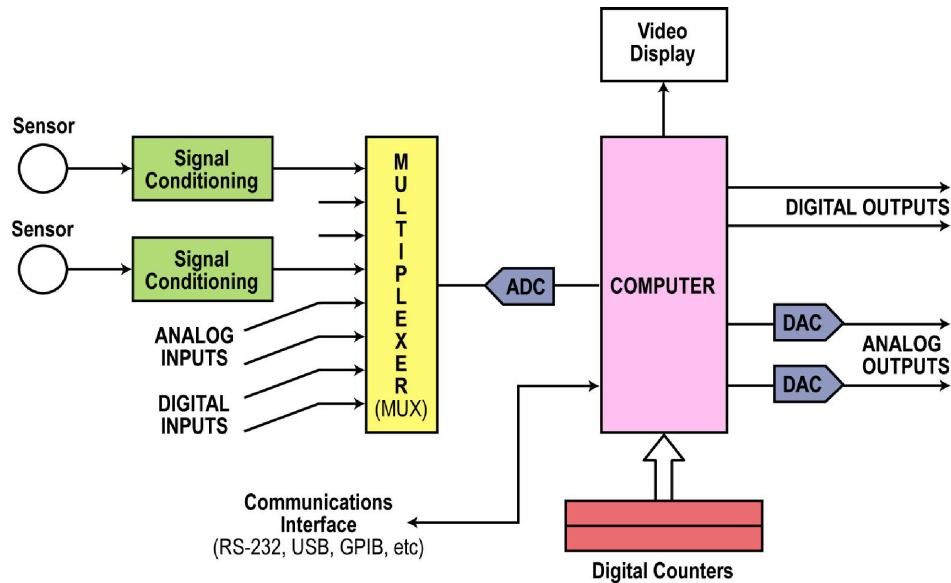 Video
Display
Sensor
Signal
Conditioning
Sensor
Signal
Conditioning
ANALOG
INPUTS
DIGITAL
INPUTS
MULTIPLEXER
(MUX)
ADC
COMPUTER
DIGITAL OUTPUTS
DAC
ANALOG
OUTPUTS
DAC
Communications
Interface
(RS-232, USB, GPIB, etc)
Digital Counters